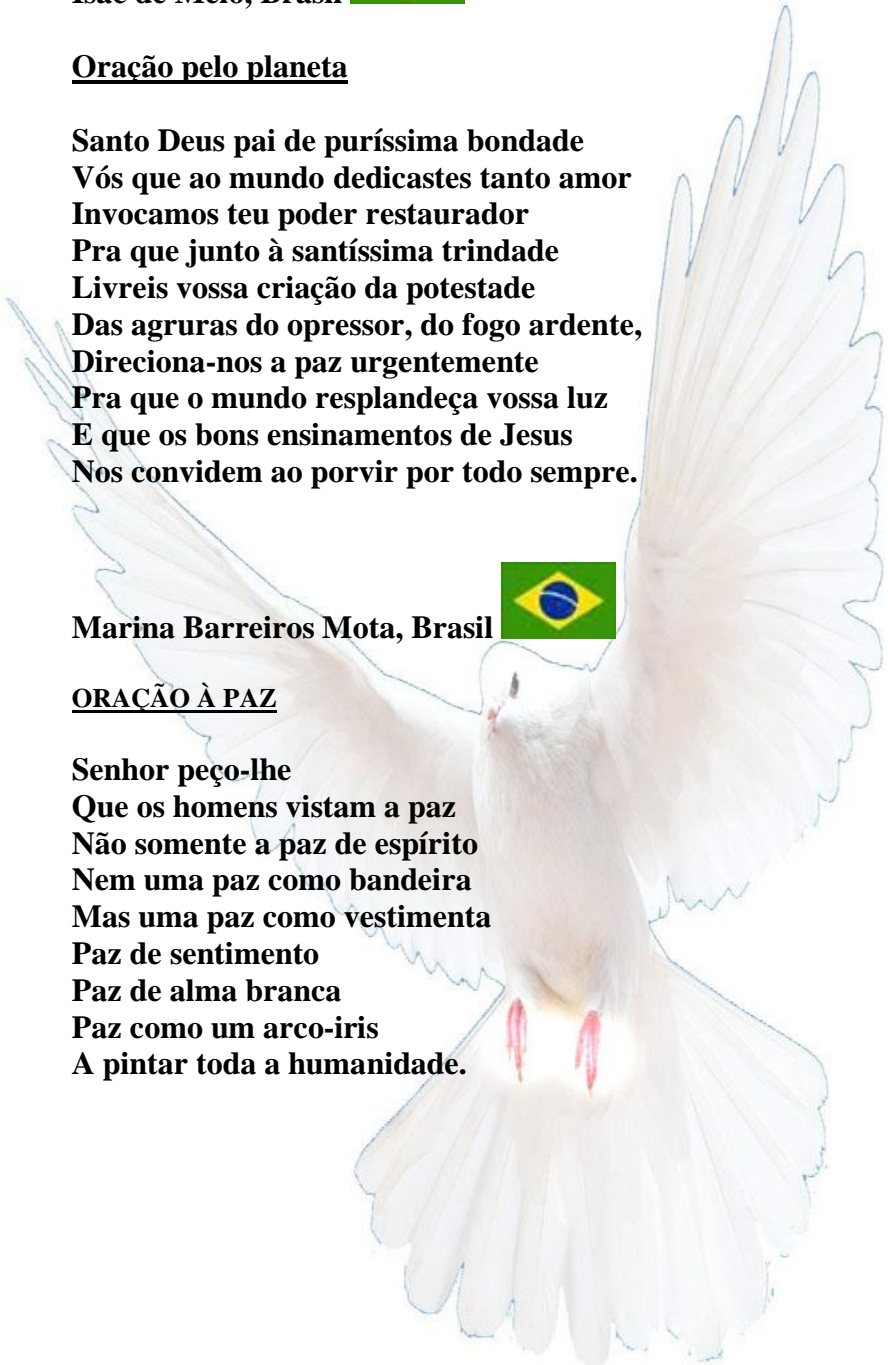 Isac de Melo, Brasil
Oração pelo planeta
Santo Deus pai de puríssima bondade
Vós que ao mundo dedicastes tanto amor
Invocamos teu poder restaurador
Pra que junto à santíssima trindade
Livreis vossa criação da potestade
Das agruras do opressor, do fogo ardente,
Direciona-nos a paz urgentemente
Pra que o mundo resplandeça vossa luz
E que os bons ensinamentos de Jesus
Nos convidem ao porvir por todo sempre.
Marina Barreiros Mota, Brasil
ORAÇÃO À PAZ
Senhor peço-lhe
Que os homens vistam a paz
Não somente a paz de espírito
Nem uma paz como bandeira
Mas uma paz como vestimenta
Paz de sentimento
Paz de alma branca
Paz como um arco-iris
A pintar toda a humanidade.